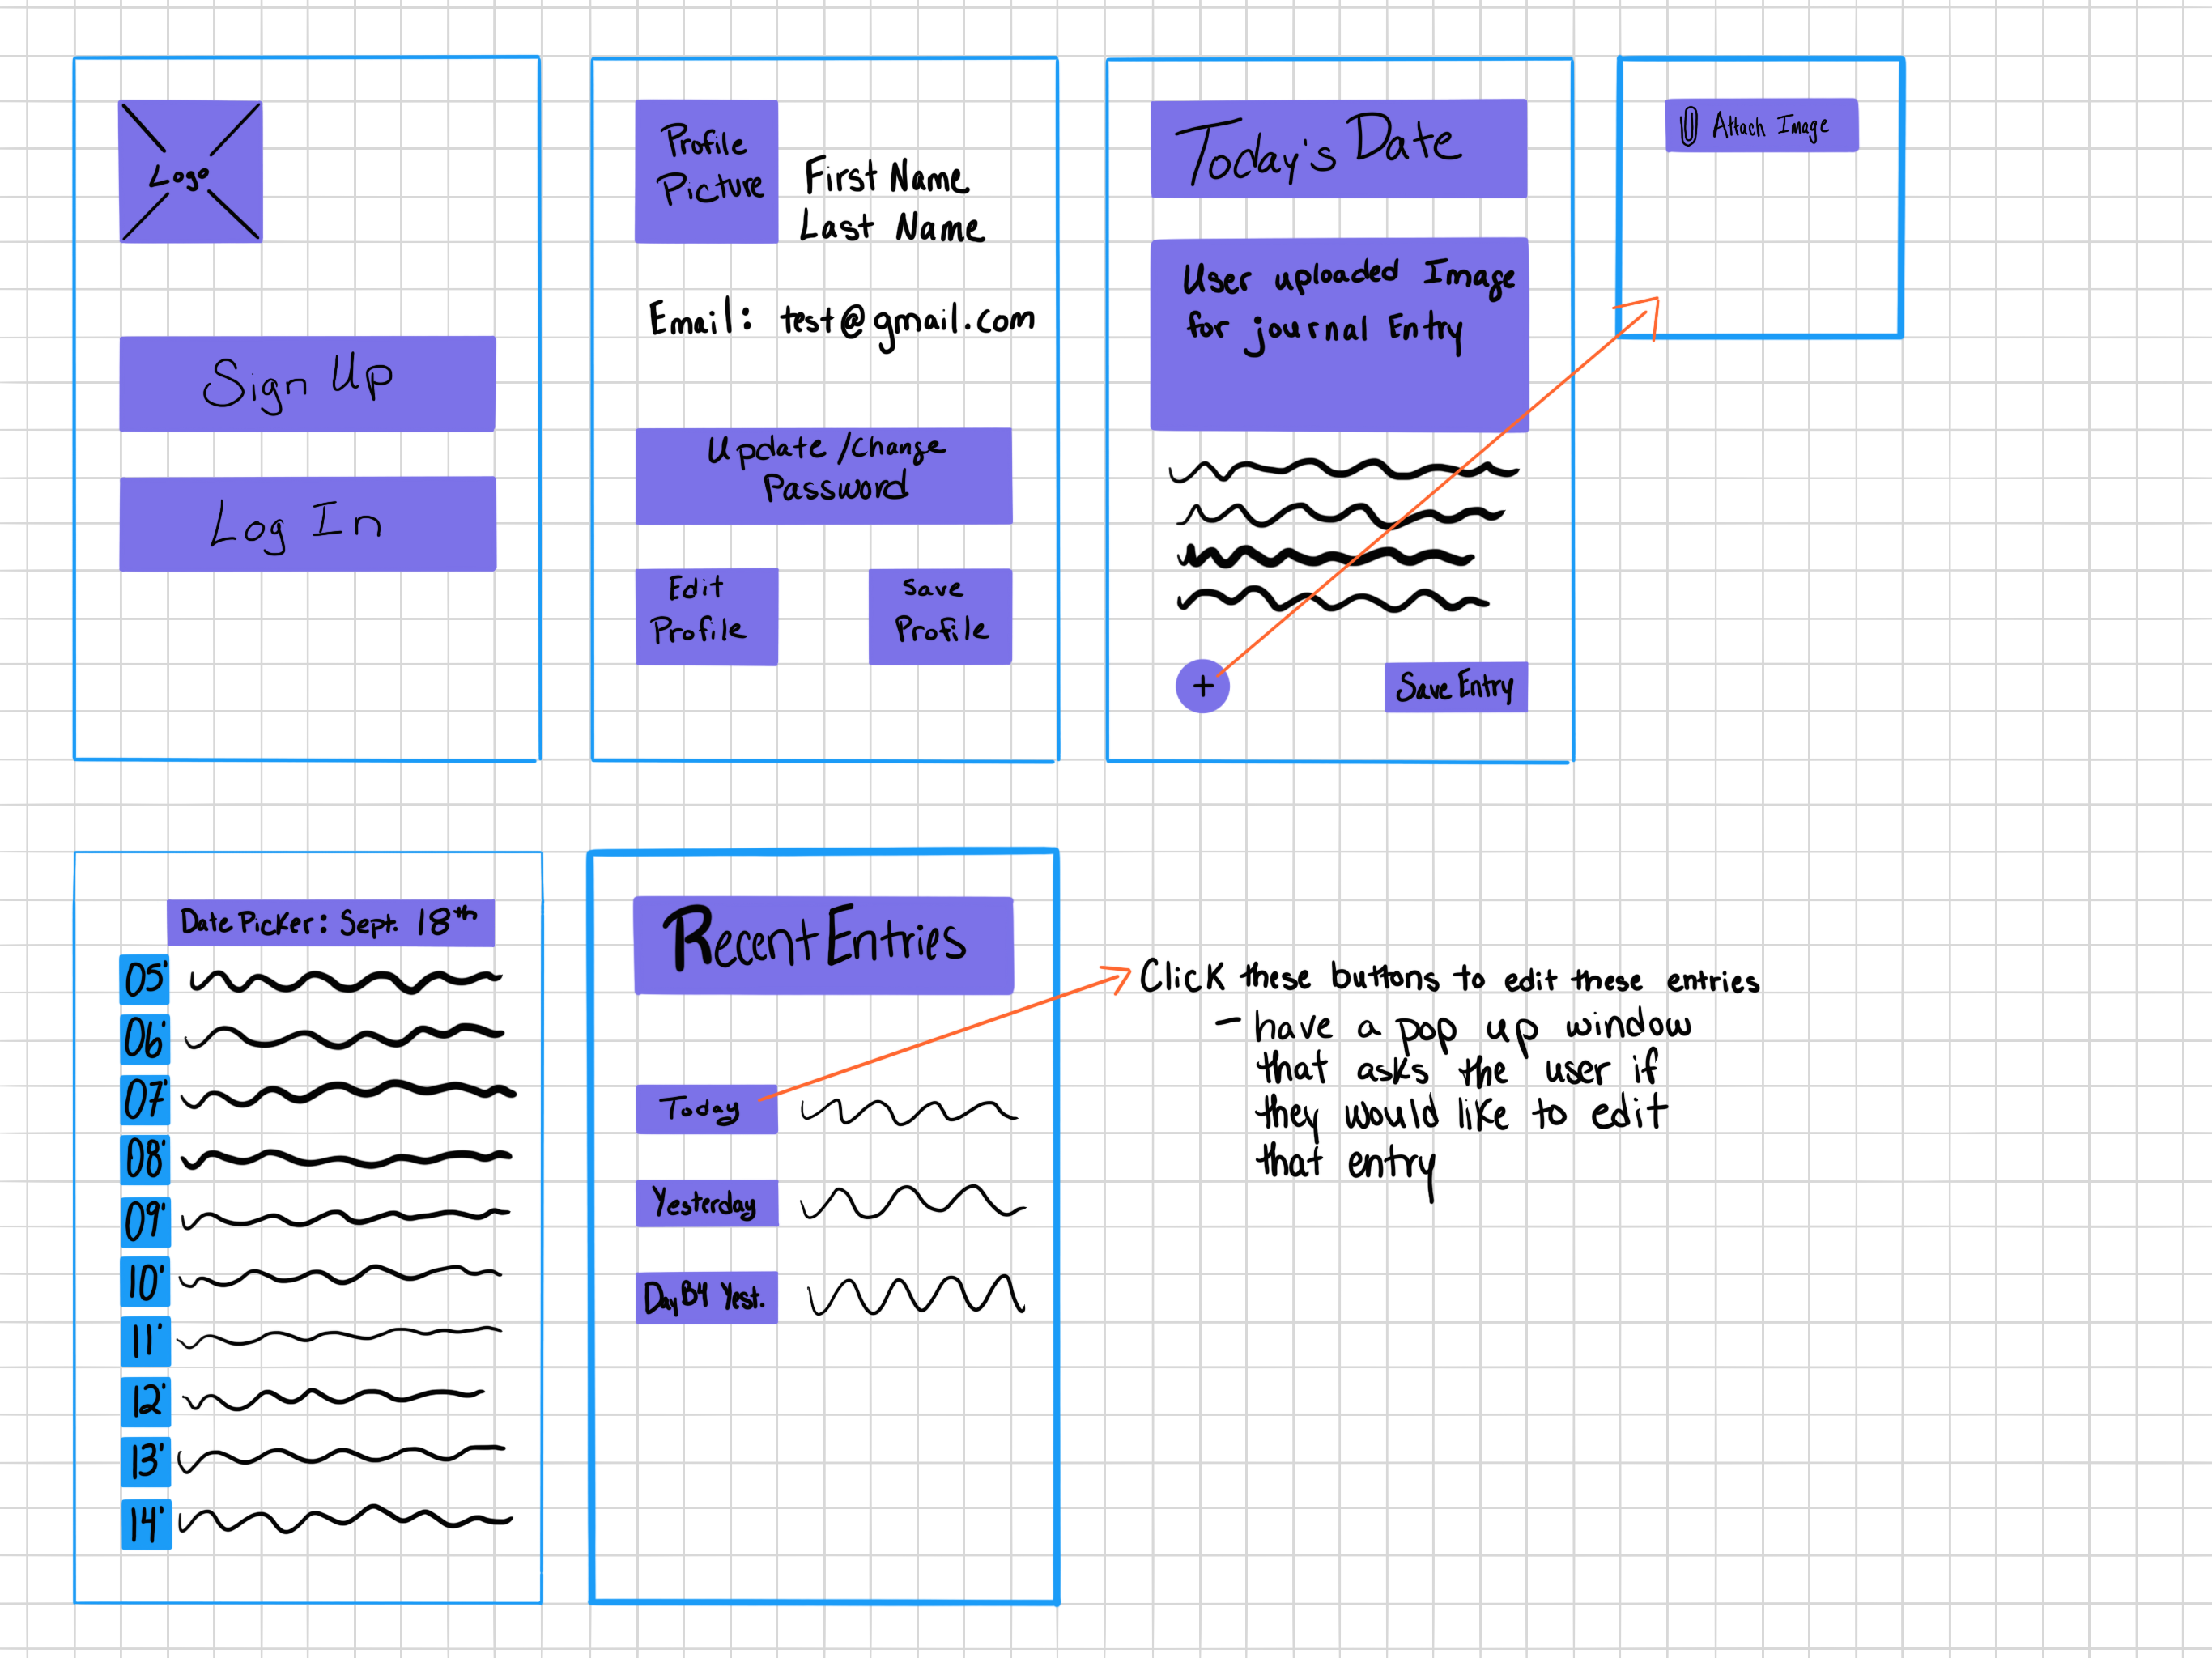 Logo
Sign Up
Log In
Profile
Picture
First Name
Last Name
Email: test@gmail.com
Update/Change
Password
Edit
Profile
Save
Profile
Today's Date
User uploaded Image
for journal Entry
+
Save Entry
Attach Image
Date Picker: Sept. 18th
05'
06'
07'
08'
09'
10'
11'
12'
13'
14'
Recent Entries
Today
Yesterday
Day B4 Yest.
Click these buttons to edit these entries
- have a pop up window
that asks the user if
they would like to edit
that entry